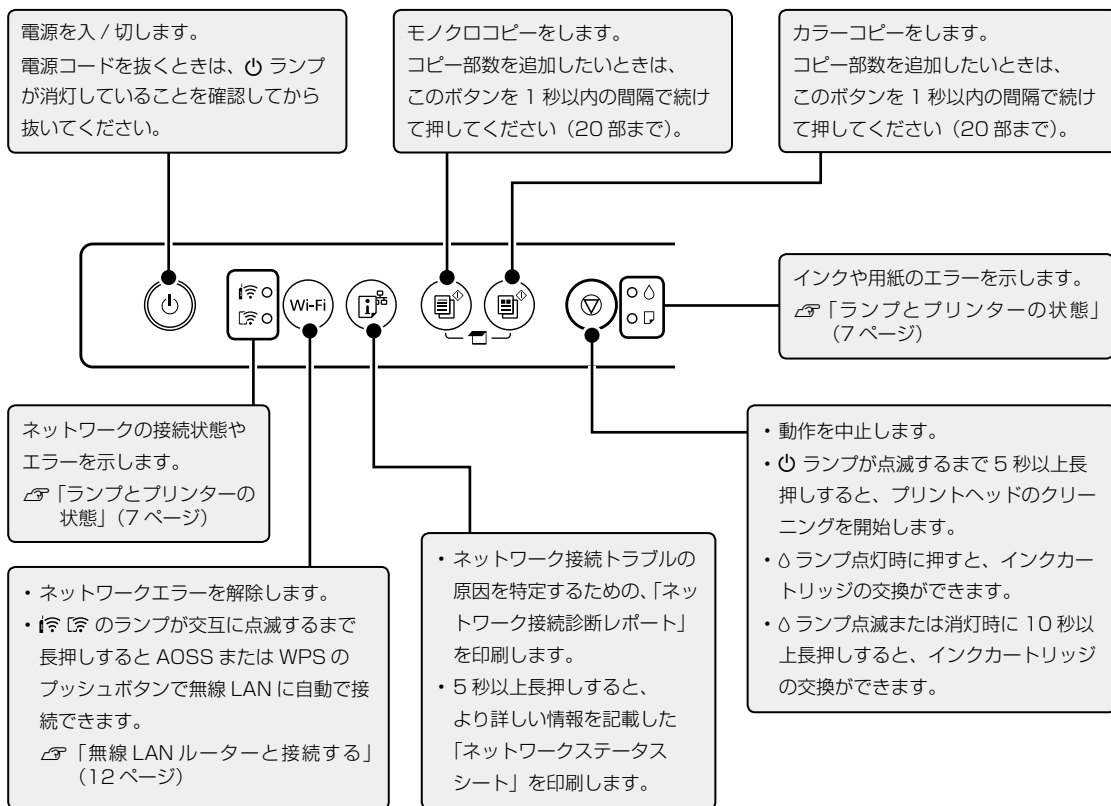 電源を入 / 切します。
電源コードを抜くときは、 ランプ
が消灯していることを確認してから
抜いてください。
モノクロコピーをします。
コピー部数を追加したいときは、
このボタンを 1 秒以内の間隔で続け
て押してください（20 部まで）。
カラーコピーをします。
コピー部数を追加したいときは、
このボタンを 1 秒以内の間隔で続け
て押してください（20 部まで）。
Wi-Fi
インクや用紙のエラーを示します。
「ランプとプリンターの状態」
（7 ページ）
ネットワークの接続状態や
エラーを示します。
「ランプとプリンターの
状態」（7 ページ）
・ネットワークエラーを解除します。
・ のランプが交互に点滅するまで
長押しすると AOSS または WPS の
プッシュボタンで無線 LAN に自動で接
続できます。
「無線 LAN ルーターと接続する」
（12 ページ）
・ネットワーク接続トラブルの
原因を特定するための、「ネッ
トワーク接続診断レポート」
を印刷します。
・5 秒以上長押しすると、
より詳しい情報を記載した
「ネットワークステータス
シート」を印刷します。
・動作を中止します。
・ ランプが点滅するまで 5 秒以上長
押しすると、プリントヘッドのクリー
ニングを開始します。
・ ランプ点灯時に押すと、インクカー
トリッジの交換ができます。
・ ランプ点滅または消灯時に 10 秒以
上長押しすると、インクカートリッジ
の交換ができます。